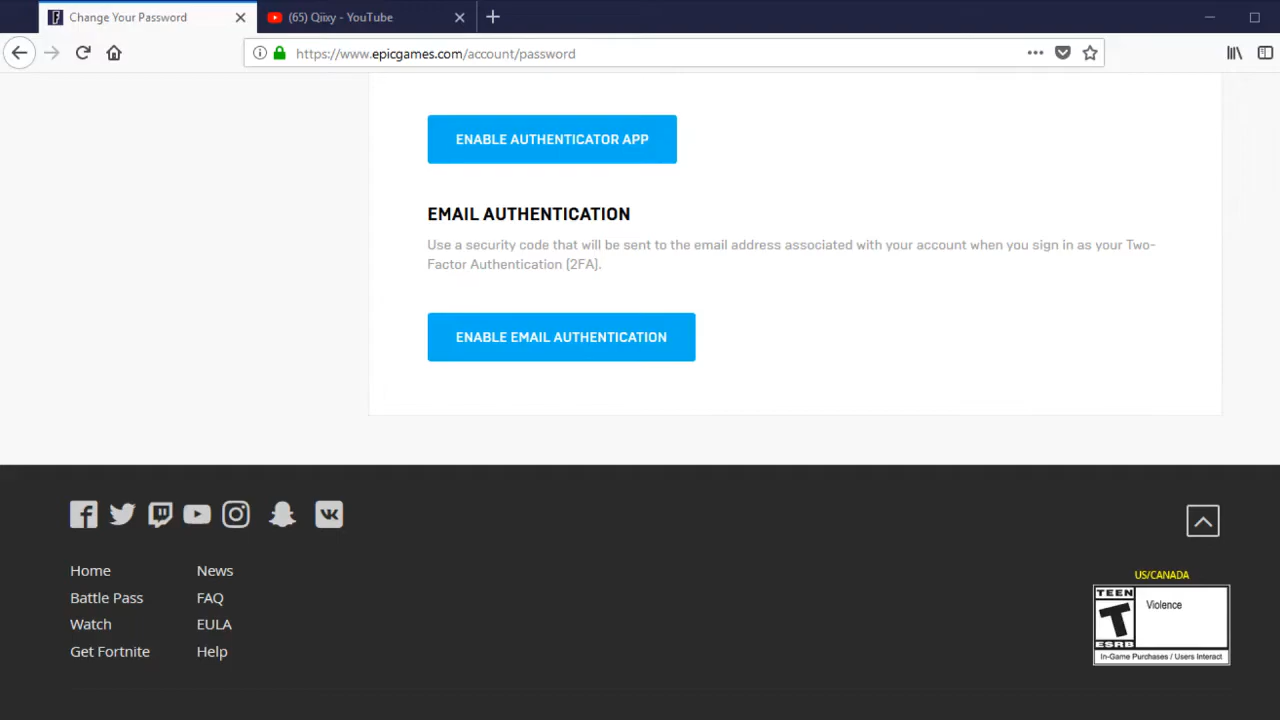 Change Your Password
(65) Qiixy - YouTube
https://www.epicgames.com/account/password
ENABLE AUTHENTICATOR APP
EMAIL AUTHENTICATION
Use a security code that will be sent to the email address associated with your account when you sign in as your Two-
Factor Authentication (2FA).
ENABLE EMAIL AUTHENTICATION
Home
News
Battle Pass
FAQ
Watch
EULA
Get Fortnite
Help
US/CANADA
TEEN
T
ESRB
Violence
In-Game Purchases / Users Interact